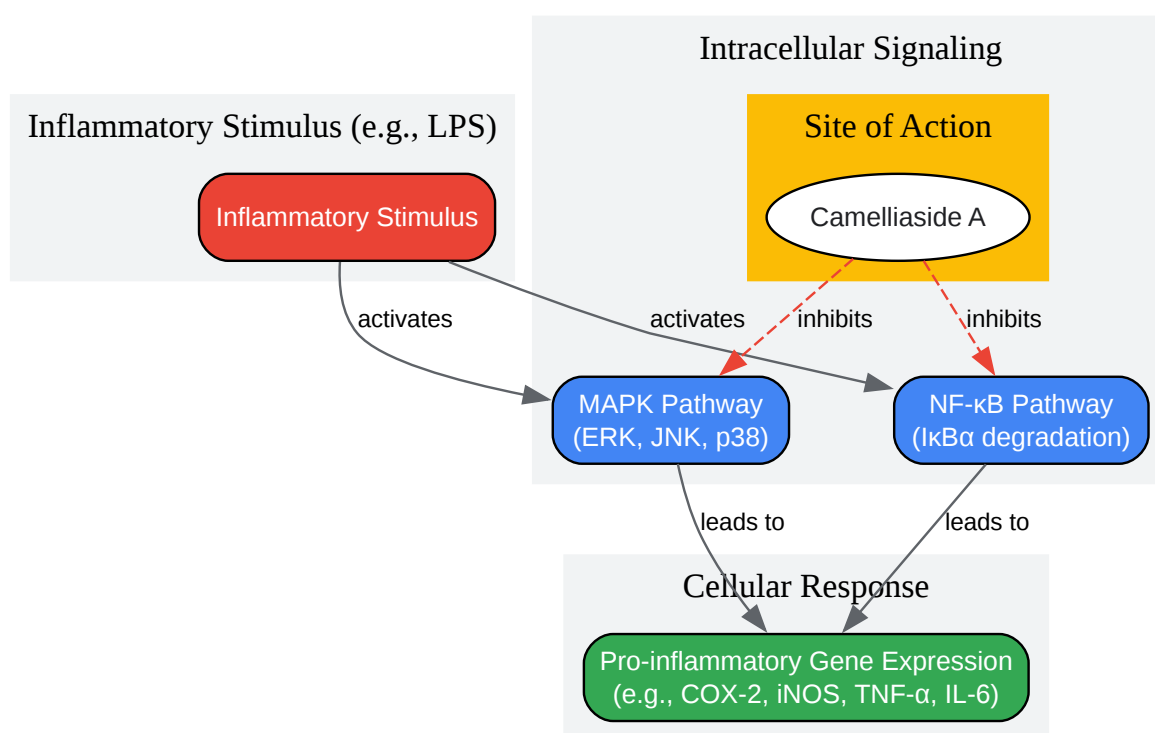 Intracellular Signaling
Inflammatory Stimulus (e.g., LPS)
Site of Action
Inflammatory Stimulus
Camelliaside A
activates
activates
inhibits
inhibits
MAPK Pathway
(ERK, JNK, p38)
NF-κB Pathway
(IκBα degradation)
leads to
leads to
Cellular Response
Pro-inflammatory Gene Expression
(e.g., COX-2, iNOS, TNF-α, IL-6)